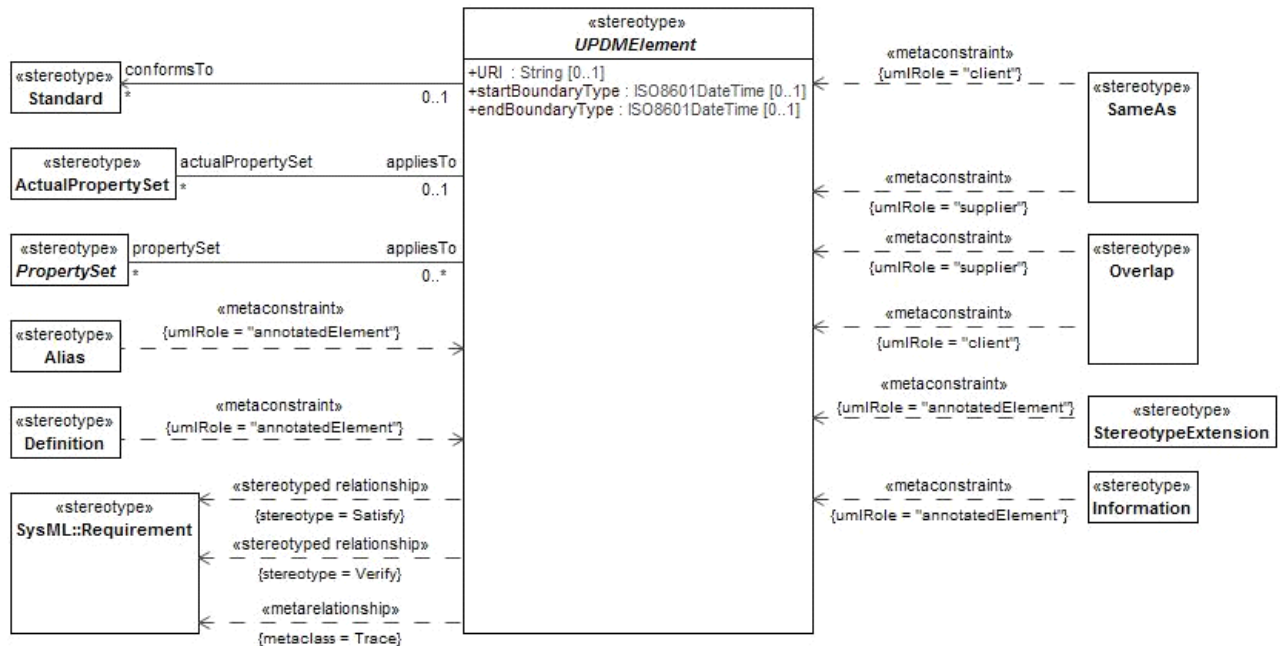 «stereotype»
UPDMElement
+URI : String [0..1]
+startBoundaryType : ISO8601DateTime [0..1]
+endBoundaryType : ISO8601DateTime [0..1]
«stereotype»
Standard
conformsTo
*
0..1
«stereotype»
ActualPropertySet
actualPropertySet
*
appliesTo
0..1
«stereotype»
PropertySet
propertySet
*
appliesTo
0..*
«stereotype»
Alias
«metaconstraint»
{umlRole = "annotatedElement"}
«stereotype»
Definition
«metaconstraint»
{umlRole = "annotatedElement"}
«stereotype»
SysML::Requirement
«stereotyped relationship»
{stereotype = Satisfy}
«stereotyped relationship»
{stereotype = Verify}
«metarelationship»
{metaclass = Trace}
«metaconstraint»
{umlRole = "client"}
«stereotype»
SameAs
«metaconstraint»
{umlRole = "supplier"}
«metaconstraint»
{umlRole = "supplier"}
«stereotype»
Overlap
«metaconstraint»
{umlRole = "client"}
«metaconstraint»
{umlRole = "annotatedElement"}
«stereotype»
StereotypeExtension
«metaconstraint»
{umlRole = "annotatedElement"}
«stereotype»
Information